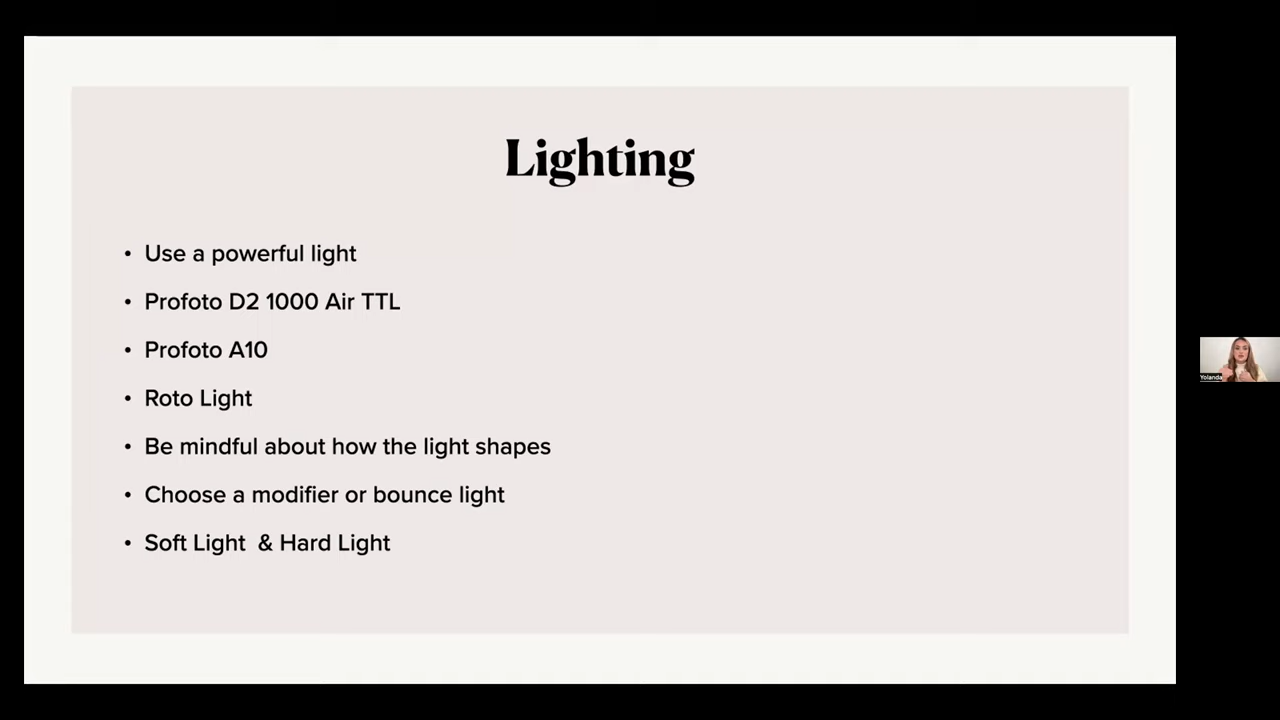 Lighting
• Use a powerful light
• Profoto D2 1000 Air TTL
• Profoto A10
• Roto Light
• Be mindful about how the light shapes
• Choose a modifier or bounce light
• Soft Light  & Hard Light
Yolanda